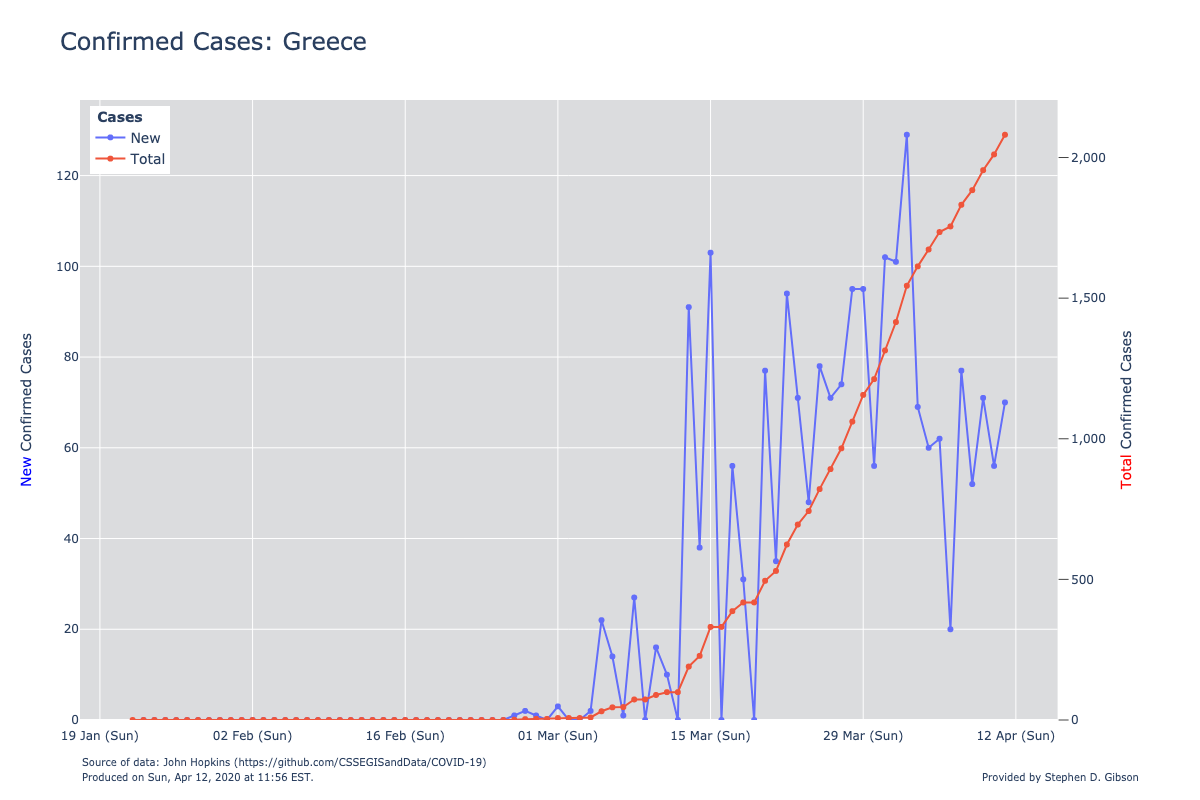 Confirmed Cases: Greece
Cases
New
Total
120
100
80
60
40
20
0
2,000
1,500
1,000
500
0
New Confirmed Cases
Total Confirmed Cases
19 Jan (Sun)
02 Feb (Sun)
16 Feb (Sun)
01 Mar (Sun)
15 Mar (Sun)
29 Mar (Sun)
12 Apr (Sun)
Source of data: John Hopkins (https://github.com/CSSEGISandData/COVID-19)
Produced on Sun, Apr 12, 2020 at 11:56 EST.
Provided by Stephen D. Gibson